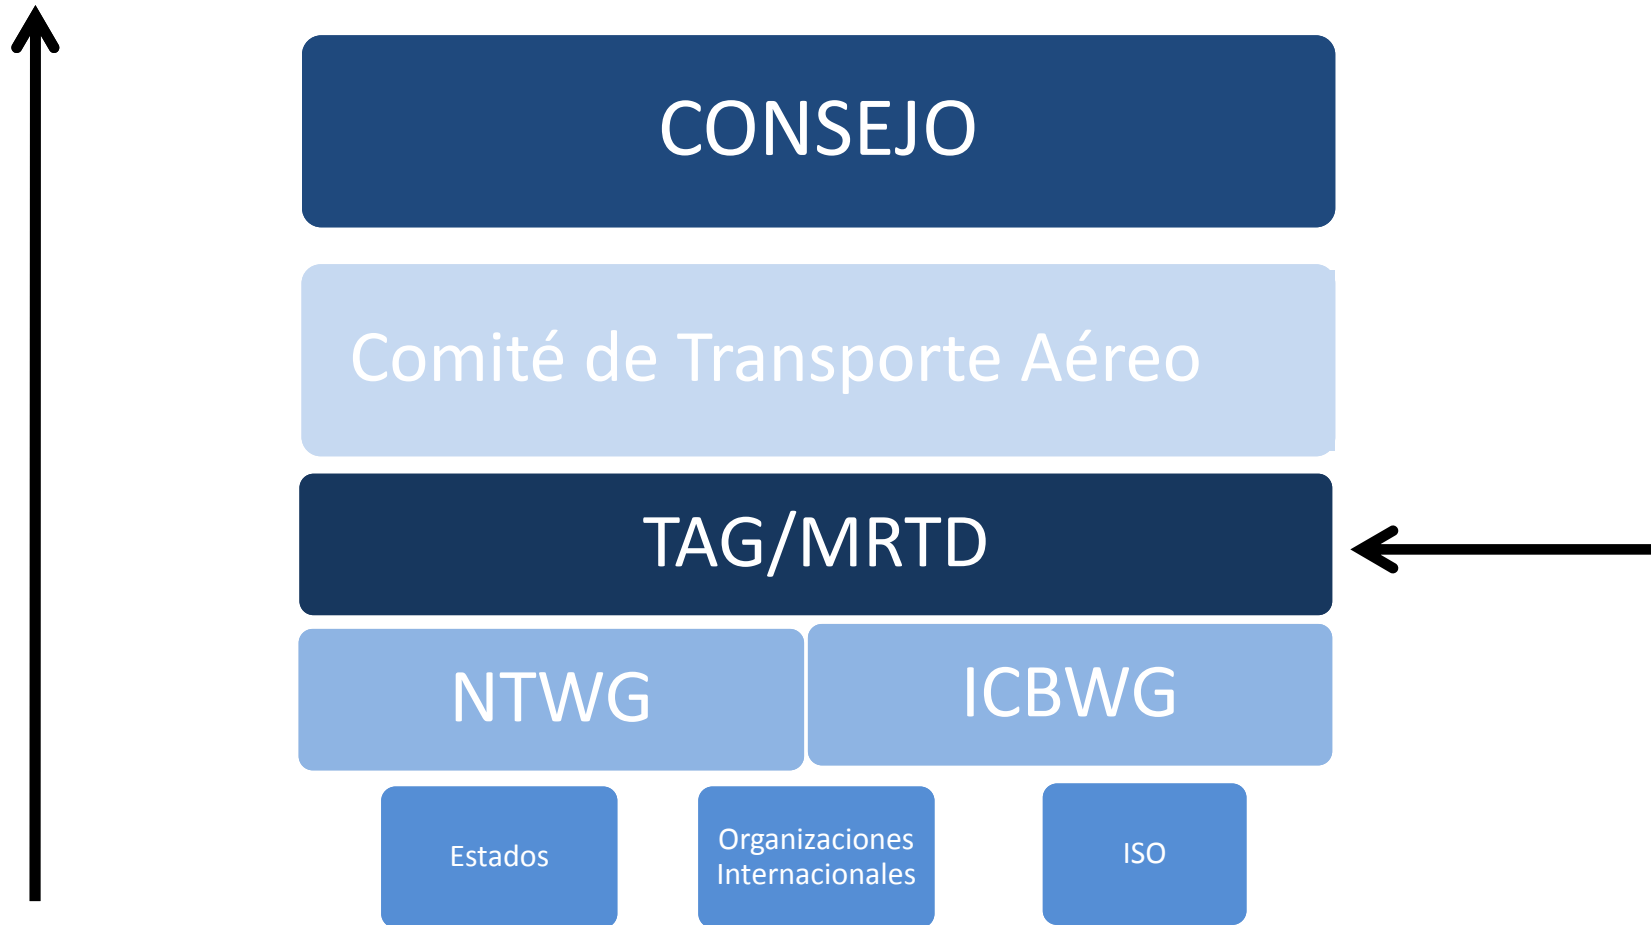 CONSEJO
Comité de Transporte Aéreo
TAG/MRTD
NTWG
ICBWG
Estados
Organizaciones
Internacionales
ISO